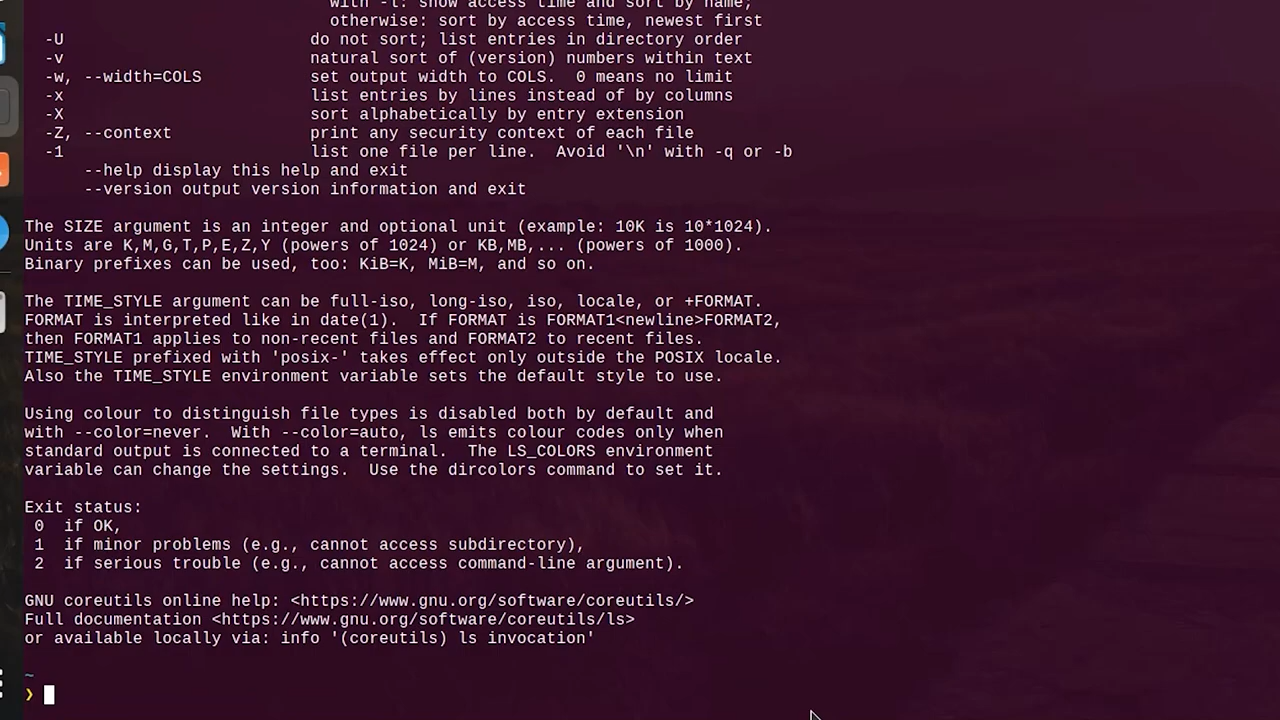 with -t: show access time and sort by name;
otherwise: sort by access time, newest first
-U do not sort; list entries in directory order
-v natural sort of (version) numbers within text
-w, --width=COLS set output width to COLS.  0 means no limit
-x list entries by lines instead of by columns
-X sort alphabetically by entry extension
-Z, --context print any security context of each file
-1 list one file per line.  Avoid '\n' with -q or -b
--help display this help and exit
--version output version information and exit
The SIZE argument is an integer and optional unit (example: 10K is 10*1024).
Units are K,M,G,T,P,E,Z,Y (powers of 1024) or KB,MB,... (powers of 1000).
Binary prefixes can be used, too: KiB=K, MiB=M, and so on.
The TIME_STYLE argument can be full-iso, long-iso, iso, locale, or +FORMAT.
FORMAT is interpreted like in date(1).  If FORMAT is FORMAT1<newline>FORMAT2,
then FORMAT1 applies to non-recent files and FORMAT2 to recent files.
TIME_STYLE prefixed with 'posix-' takes effect only outside the POSIX locale.
Also the TIME_STYLE environment variable sets the default style to use.
Using colour to distinguish file types is disabled both by default and
with --color=never.  With --color=auto, ls emits colour codes only when
standard output is connected to a terminal.  The LS_COLORS environment
variable can change the settings.  Use the dircolors command to set it.
Exit status:
0  if OK,
1  if minor problems (e.g., cannot access subdirectory),
2  if serious trouble (e.g., cannot access command-line argument).
GNU coreutils online help: <https://www.gnu.org/software/coreutils/>
Full documentation <https://www.gnu.org/software/coreutils/ls>
or available locally via: info '(coreutils) ls invocation'
~
❯